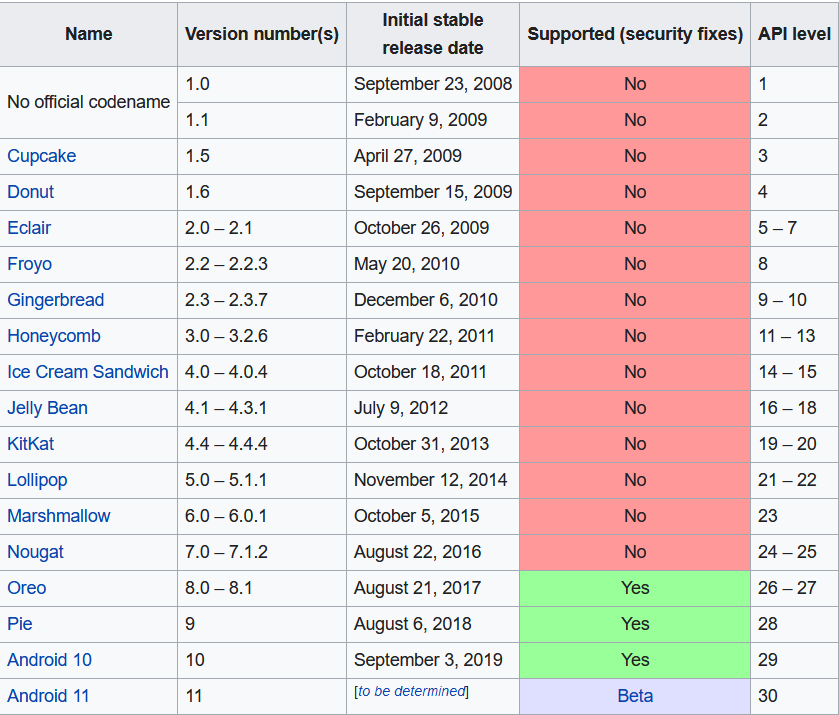 Name Version number(s) Initial stable release date Supported (security fixes) API level
No official codename 1.0 September 23, 2008 No 1
1.1 February 9, 2009 No 2
Cupcake 1.5 April 27, 2009 No 3
Donut 1.6 September 15, 2009 No 4
Eclair 2.0 – 2.1 October 26, 2009 No 5 – 7
Froyo 2.2 – 2.2.3 May 20, 2010 No 8
Gingerbread 2.3 – 2.3.7 December 6, 2010 No 9 – 10
Honeycomb 3.0 – 3.2.6 February 22, 2011 No 11 – 13
Ice Cream Sandwich 4.0 – 4.0.4 October 18, 2011 No 14 – 15
Jelly Bean 4.1 – 4.3.1 July 9, 2012 No 16 – 18
KitKat 4.4 – 4.4.4 October 31, 2013 No 19 – 20
Lollipop 5.0 – 5.1.1 November 12, 2014 No 21 – 22
Marshmallow 6.0 – 6.0.1 October 5, 2015 No 23
Nougat 7.0 – 7.1.2 August 22, 2016 No 24 – 25
Oreo 8.0 – 8.1 August 21, 2017 Yes 26 – 27
Pie 9 August 6, 2018 Yes 28
Android 10 10 September 3, 2019 Yes 29
Android 11 11 [to be determined] Beta 30